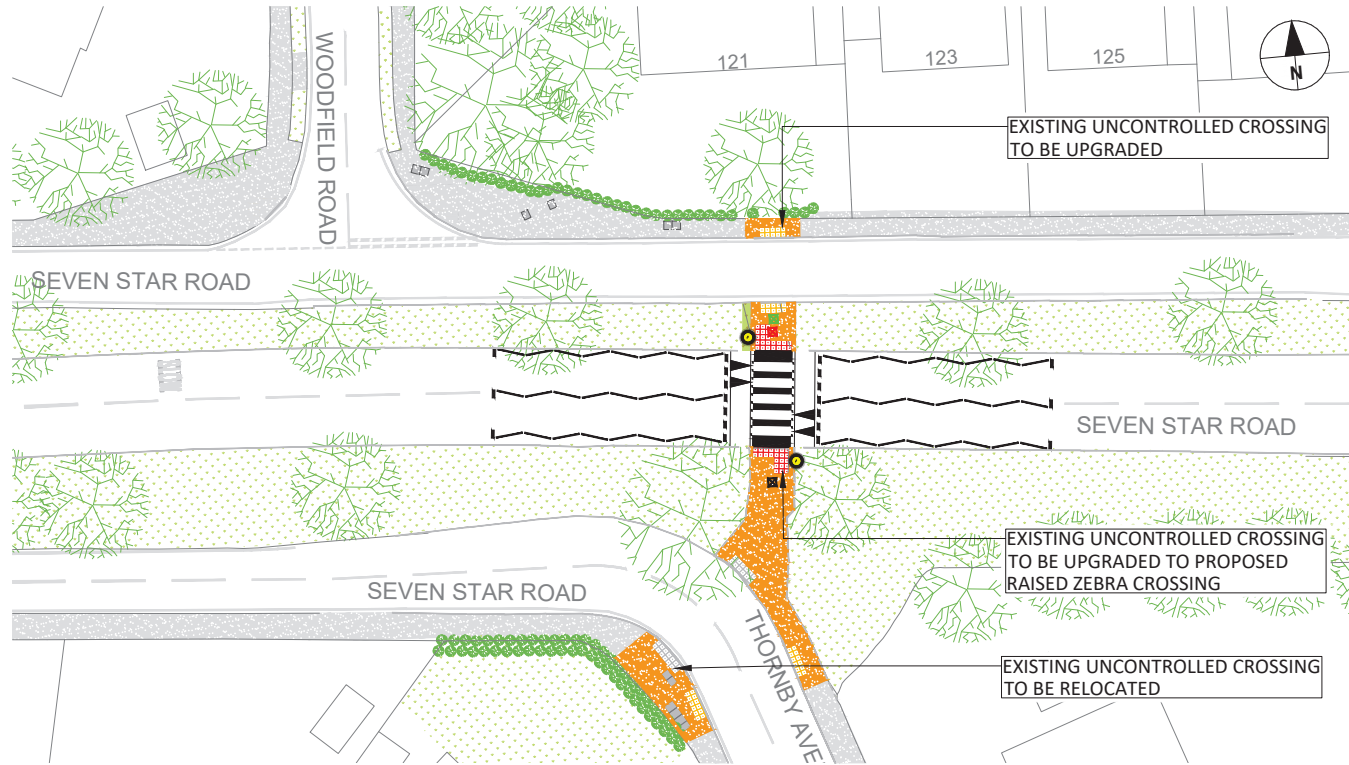 121
123
125
N
WOODFIELD ROAD
EXISTING UNCONTROLLED CROSSING
TO BE UPGRADED
SEVEN STAR ROAD
SEVEN STAR ROAD
EXISTING UNCONTROLLED CROSSING
TO BE UPGRADED TO PROPOSED
RAISED ZEBRA CROSSING
SEVEN STAR ROAD
THORNBY AVE
EXISTING UNCONTROLLED CROSSING
TO BE RELOCATED